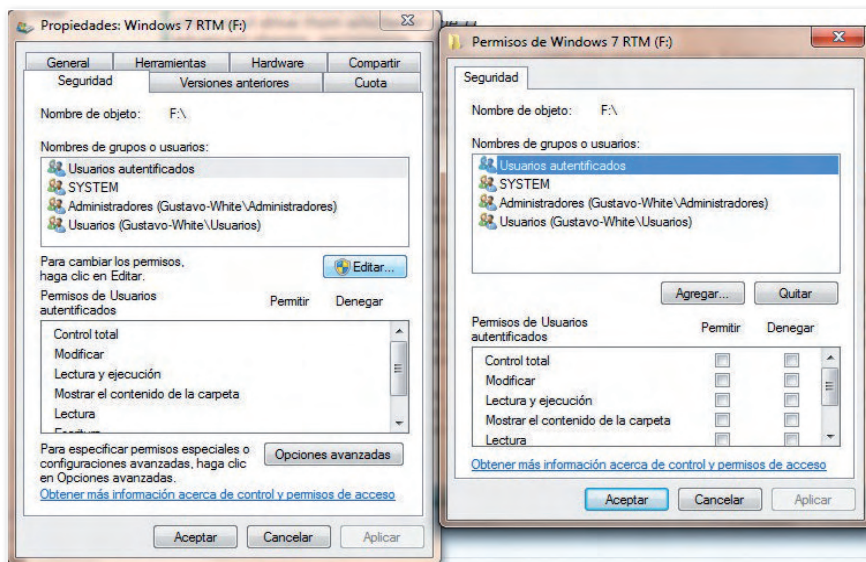 Propiedades: Windows 7 RTM (F:)
General
Herramientas
Hardware
Compartir
Seguridad
Versiones anteriores
Cuota
Nombre de objeto: F:\
Nombres de grupos o usuarios:
Usuarios autentificados
SYSTEM
Administradores (Gustavo-White\Administradores)
Usuarios (Gustavo-White\Usuarios)
Para cambiar los permisos,
haga clic en Editar.
Editar...
Permisos de Usuarios
autentificados
Permitir
Denegar
Control total
Modificar
Lectura y ejecución
Mostrar el contenido de la carpeta
Lectura
Escritura
Para especificar permisos especiales o
configuraciones avanzadas, haga clic
en Opciones avanzadas.
Opciones avanzadas
Obtener más información acerca de control y permisos de acceso
Aceptar
Cancelar
Aplicar
Permisos de Windows 7 RTM (F:)
Seguridad
Nombre de objeto: F:\
Nombres de grupos o usuarios:
Usuarios autentificados
SYSTEM
Administradores (Gustavo-White\Administradores)
Usuarios (Gustavo-White\Usuarios)
Agregar...
Quitar
Permisos de Usuarios
autentificados
Permitir
Denegar
Control total
Modificar
Lectura y ejecución
Mostrar el contenido de la carpeta
Lectura
Obtener más información acerca de control y permisos de acceso
Aceptar
Cancelar
Aplicar